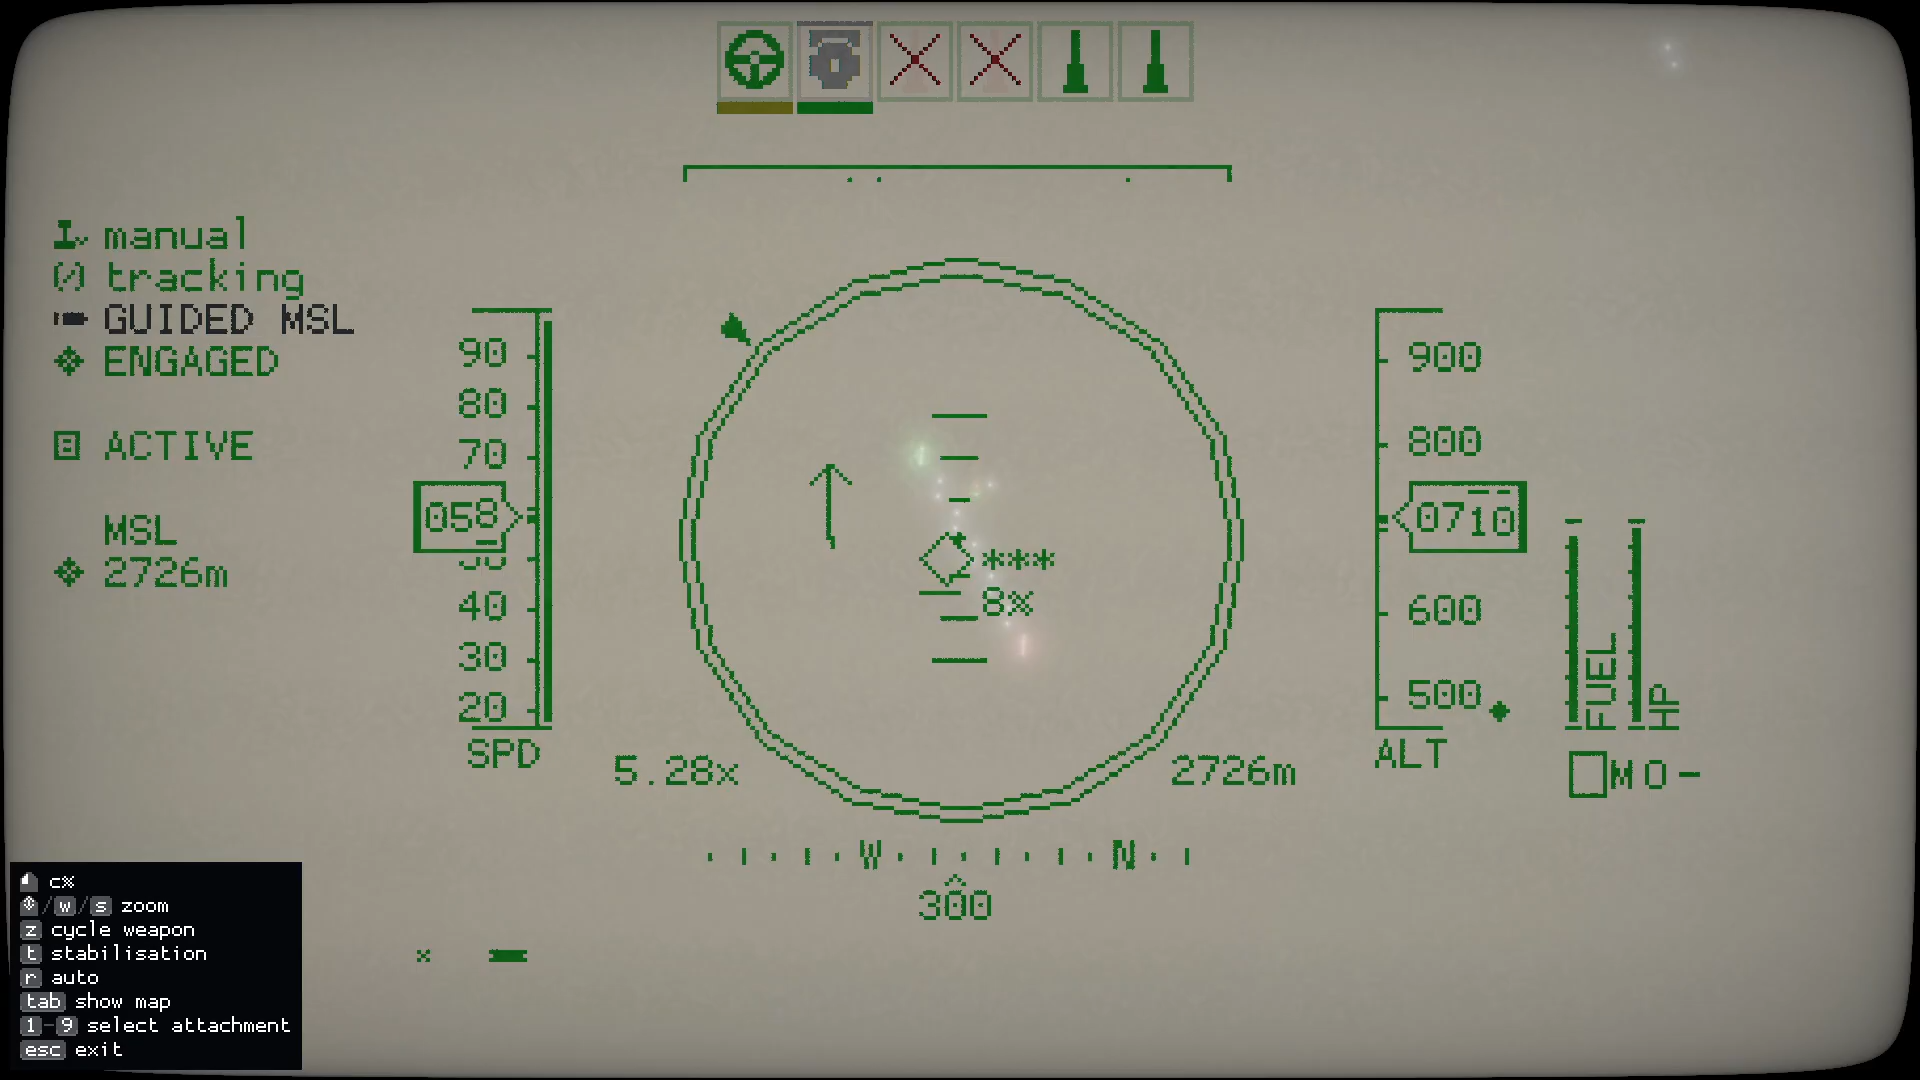 manual
tracking
GUIDED MSL
ENGAGED
ACTIVE
MSL
2726m
90
80
70
058
40
30
20
SPD
***
8%
5.28x
2726m
900
800
0710
600
500
ALT
FUEL
HP
MO-
W
N
300
x
c%
/w/s zoom
z cycle weapon
t stabilisation
r auto
tab show map
1-9 select attachment
esc exit